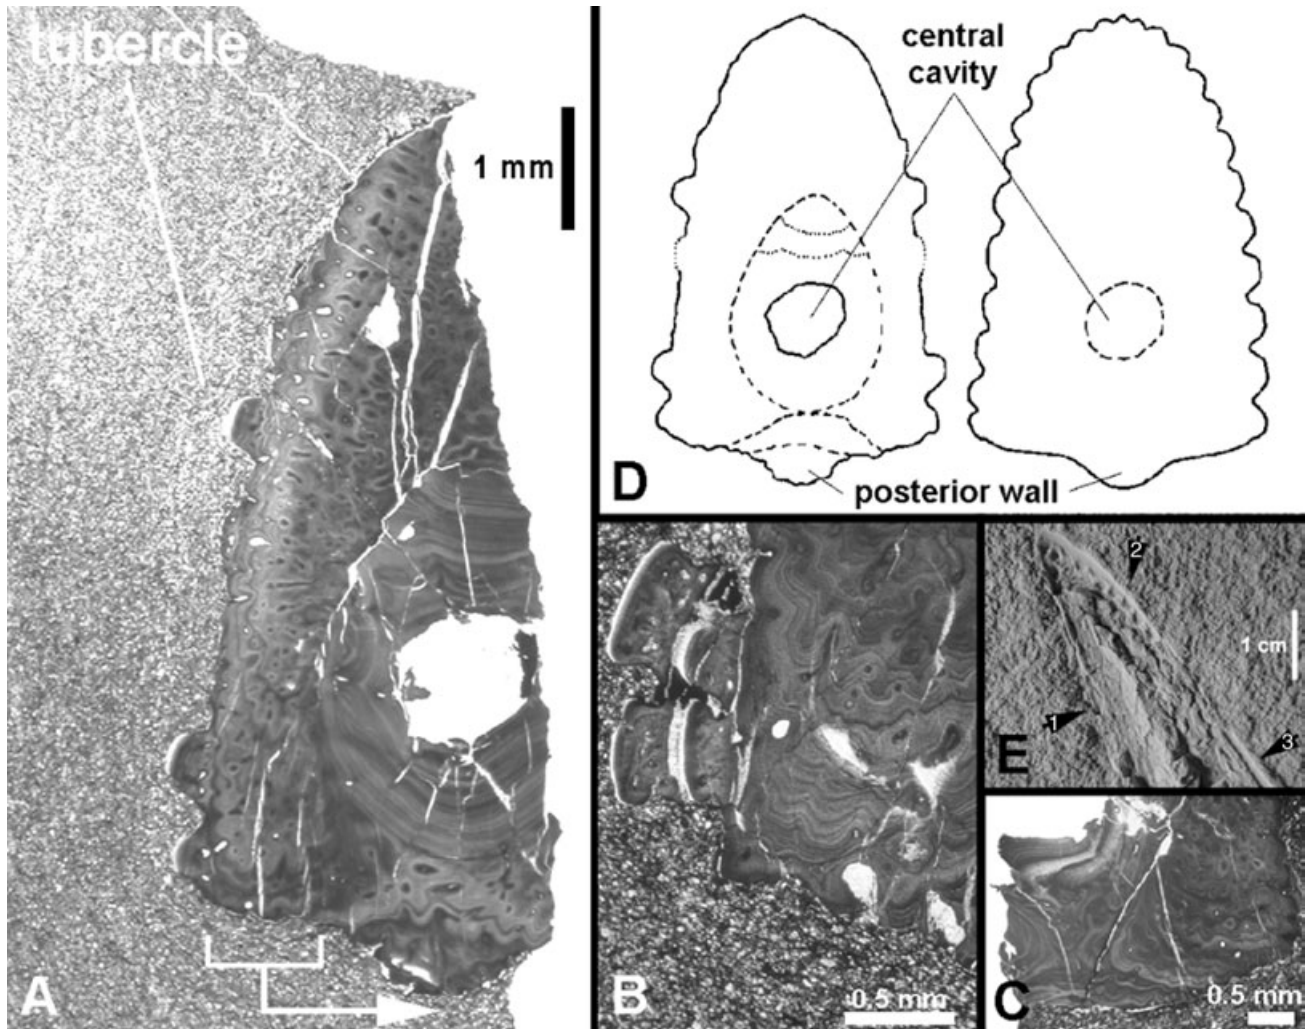 tubercle
1 mm
A
central
cavity
D
posterior wall
B
0.5 mm
2
1 cm
1
E
3
C
0.5 mm